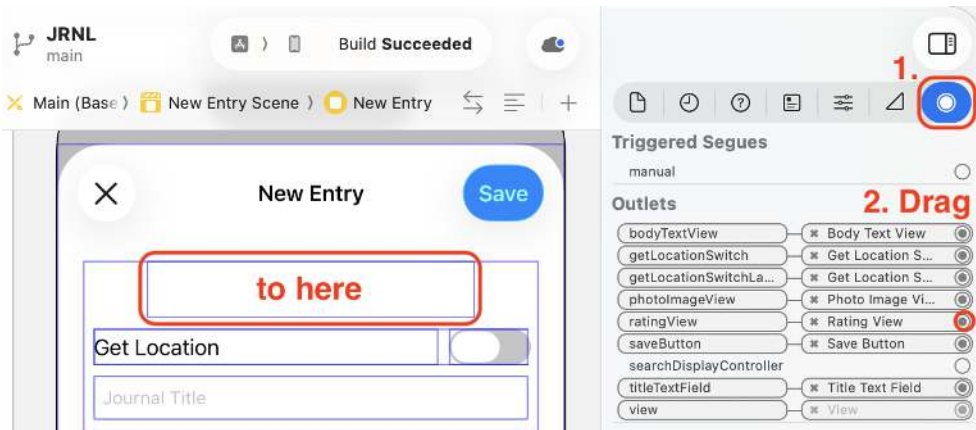 JRNL
main
Build Succeeded
Main (Base
New Entry Scene
New Entry
New Entry
Save
to here
Get Location
Journal Title
1.
Triggered Segues
manual
Outlets
2. Drag
bodyTextView Body Text View
getLocationSwitch Get Location S...
getLocationSwitchLa... Get Location S...
photoImageView Photo Image Vi...
ratingView Rating View
saveButton Save Button
searchDisplayController
titleTextField Title Text Field
view View